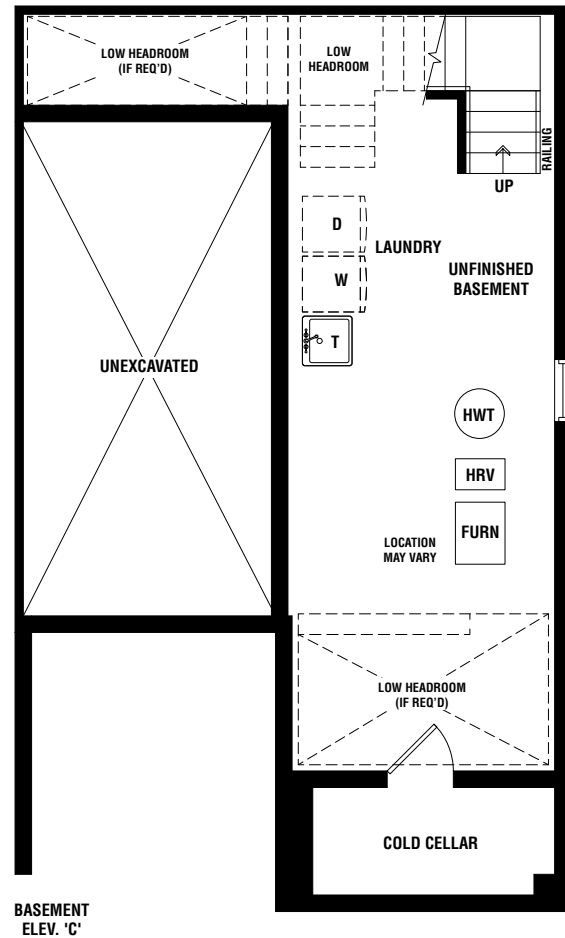 LOW HEADROOM
(IF REQ'D)
LOW
HEADROOM
RAILING
UP
D
LAUNDRY
W
UNFINISHED
BASEMENT
T
UNEXCAVATED
HWT
HRV
FURN
LOCATION
MAY VARY
LOW HEADROOM
(IF REQ'D)
COLD CELLAR
BASEMENT
ELEV. 'C'